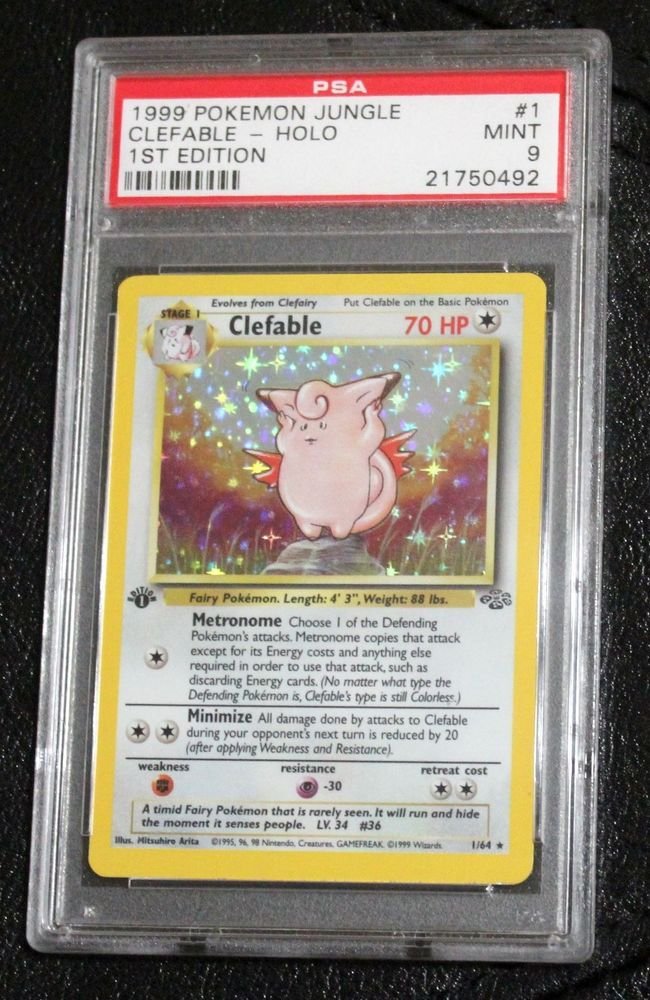 PSA
1999 POKEMON JUNGLE #1
CLEFABLE - HOLO MINT
1ST EDITION 9
21750492
Evolves from Clefairy Put Clefable on the Basic Pokémon
STAGE 1
Clefable 70 HP
EDITION
1
Fairy Pokémon. Length: 4' 3", Weight: 88 lbs.
Metronome Choose 1 of the Defending
Pokémon's attacks. Metronome copies that attack
except for its Energy costs and anything else
required in order to use that attack, such as
discarding Energy cards. (No matter what type the
Defending Pokémon is, Clefable's type is still Colorless.)
Minimize All damage done by attacks to Clefable
during your opponent's next turn is reduced by 20
(after applying Weakness and Resistance).
weakness resistance retreat cost
-30
A timid Fairy Pokémon that is rarely seen. It will run and hide
the moment it senses people. LV. 34 #36
Illus. Mitsuhiro Arita ©1995, 96, 98 Nintendo, Creatures, GAMEFREAK. ©1999 Wizards. 1/64 ★